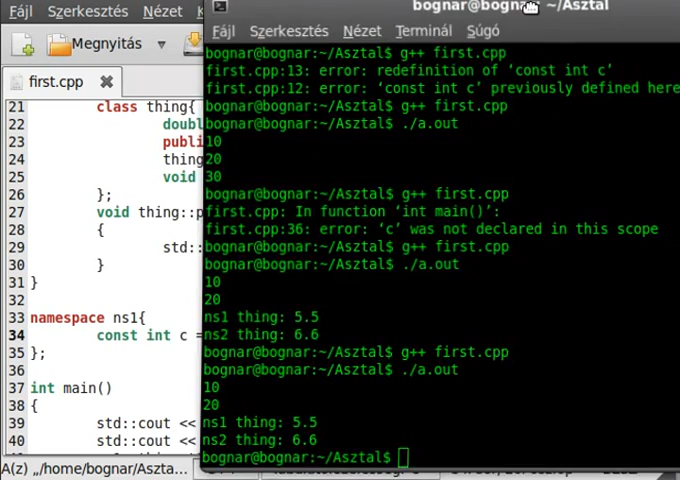 Fájl Szerkesztés Nézet
Megnyitás
first.cpp
21 class thing{
22 doubl
23 publi
24 thing
25 void
26 };
27 void thing::p
28 {
29 std::
30 }
31 }
32
33 namespace ns1{
34 const int c =
35 };
36
37 int main()
38 {
39 std::cout <<
40 std::cout <<
A(z) „/home/bognar/Aszta…
~/Asztal
Fájl Szerkesztés Nézet Terminál Súgó
bognar@bognar:~/Asztal$ g++ first.cpp
first.cpp:13: error: redefinition of ‘const int c’
first.cpp:12: error: ‘const int c’ previously defined here
bognar@bognar:~/Asztal$ g++ first.cpp
bognar@bognar:~/Asztal$ ./a.out
10
20
30
bognar@bognar:~/Asztal$ g++ first.cpp
first.cpp: In function ‘int main()’:
first.cpp:36: error: ‘c’ was not declared in this scope
bognar@bognar:~/Asztal$ g++ first.cpp
bognar@bognar:~/Asztal$ ./a.out
10
20
ns1 thing: 5.5
ns2 thing: 6.6
bognar@bognar:~/Asztal$ g++ first.cpp
bognar@bognar:~/Asztal$ ./a.out
10
20
ns1 thing: 5.5
ns2 thing: 6.6
bognar@bognar:~/Asztal$